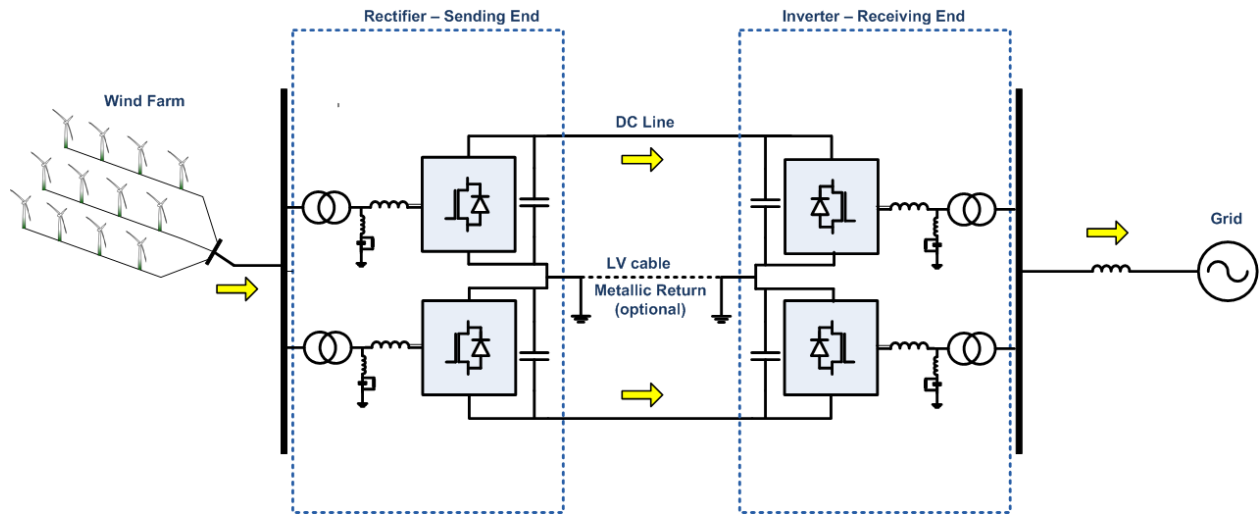 Rectifier – Sending End
Inverter – Receiving End
Wind Farm
DC Line
Grid
LV cable
Metallic Return
(optional)